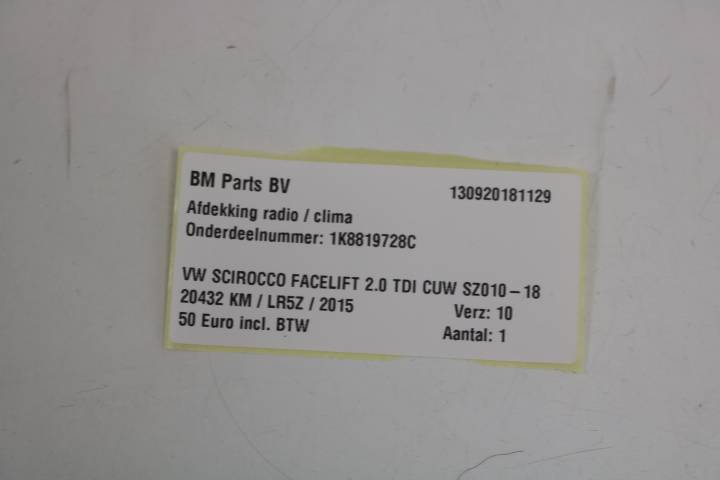 BM Parts BV 130920181129
Afdekking radio / clima
Onderdeelnummer: 1K8819728C
VW SCIROCCO FACELIFT 2.0 TDI CUW SZ010-18
20432 KM / LR5Z / 2015 Verz: 10
50 Euro incl. BTW Aantal: 1